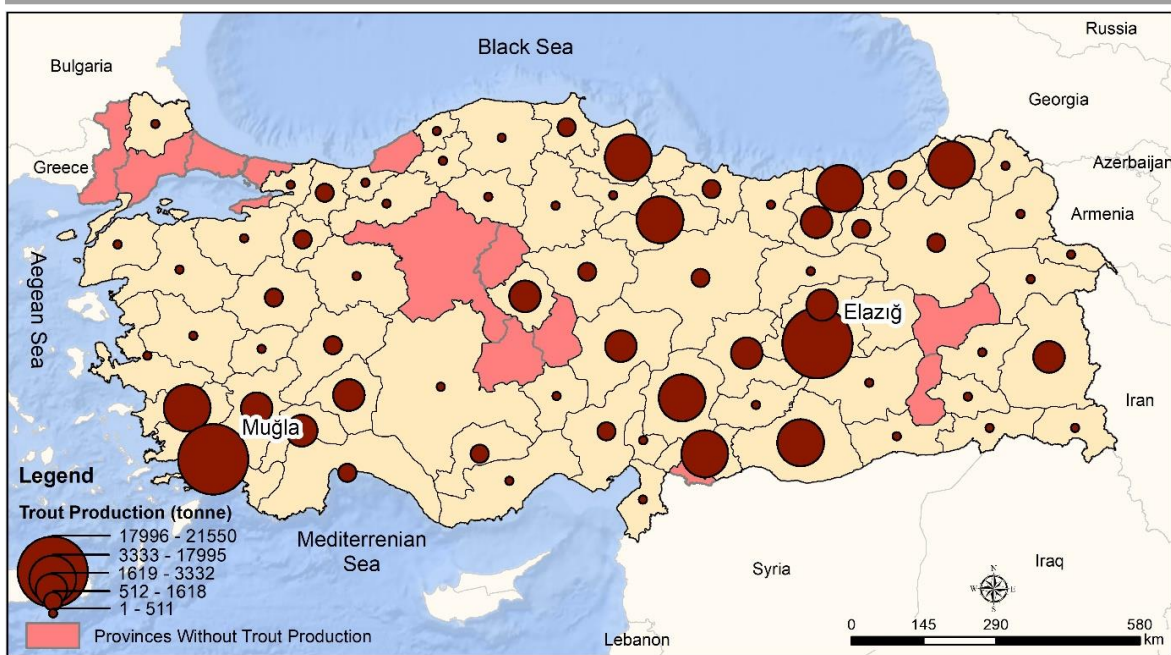 Black Sea
Russia
Bulgaria
Georgia
Greece
Azerbaijan
Armenia
Aegean Sea
Elazığ
Iran
Muğla
Legend
Trout Production (tonne)
17996 - 21550
3333 - 17995
1619 - 3332
512 - 1618
1 - 511
Provinces Without Trout Production
Mediterrenian
Sea
Syria
Iraq
Lebanon
N
W
E
S
0 145 290 580
km